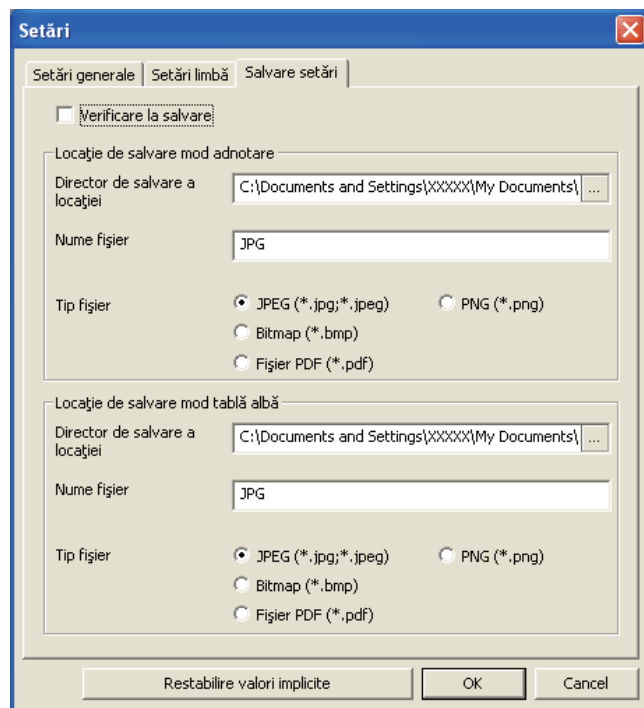 Setări
Setări generale Setări limbă Salvare setări
Verificare la salvare
Locaţie de salvare mod adnotare
Director de salvare a
locaţiei
C:\Documents and Settings\XXXXX\My Documents\ ...
Nume fişier
JPG
Tip fişier
JPEG (*.jpg;*.jpeg) PNG (*.png)
Bitmap (*.bmp)
Fişier PDF (*.pdf)
Locaţie de salvare mod tablă albă
Director de salvare a
locaţiei
C:\Documents and Settings\XXXXX\My Documents\ ...
Nume fişier
JPG
Tip fişier
JPEG (*.jpg;*.jpeg) PNG (*.png)
Bitmap (*.bmp)
Fişier PDF (*.pdf)
Restabilire valori implicite OK Cancel